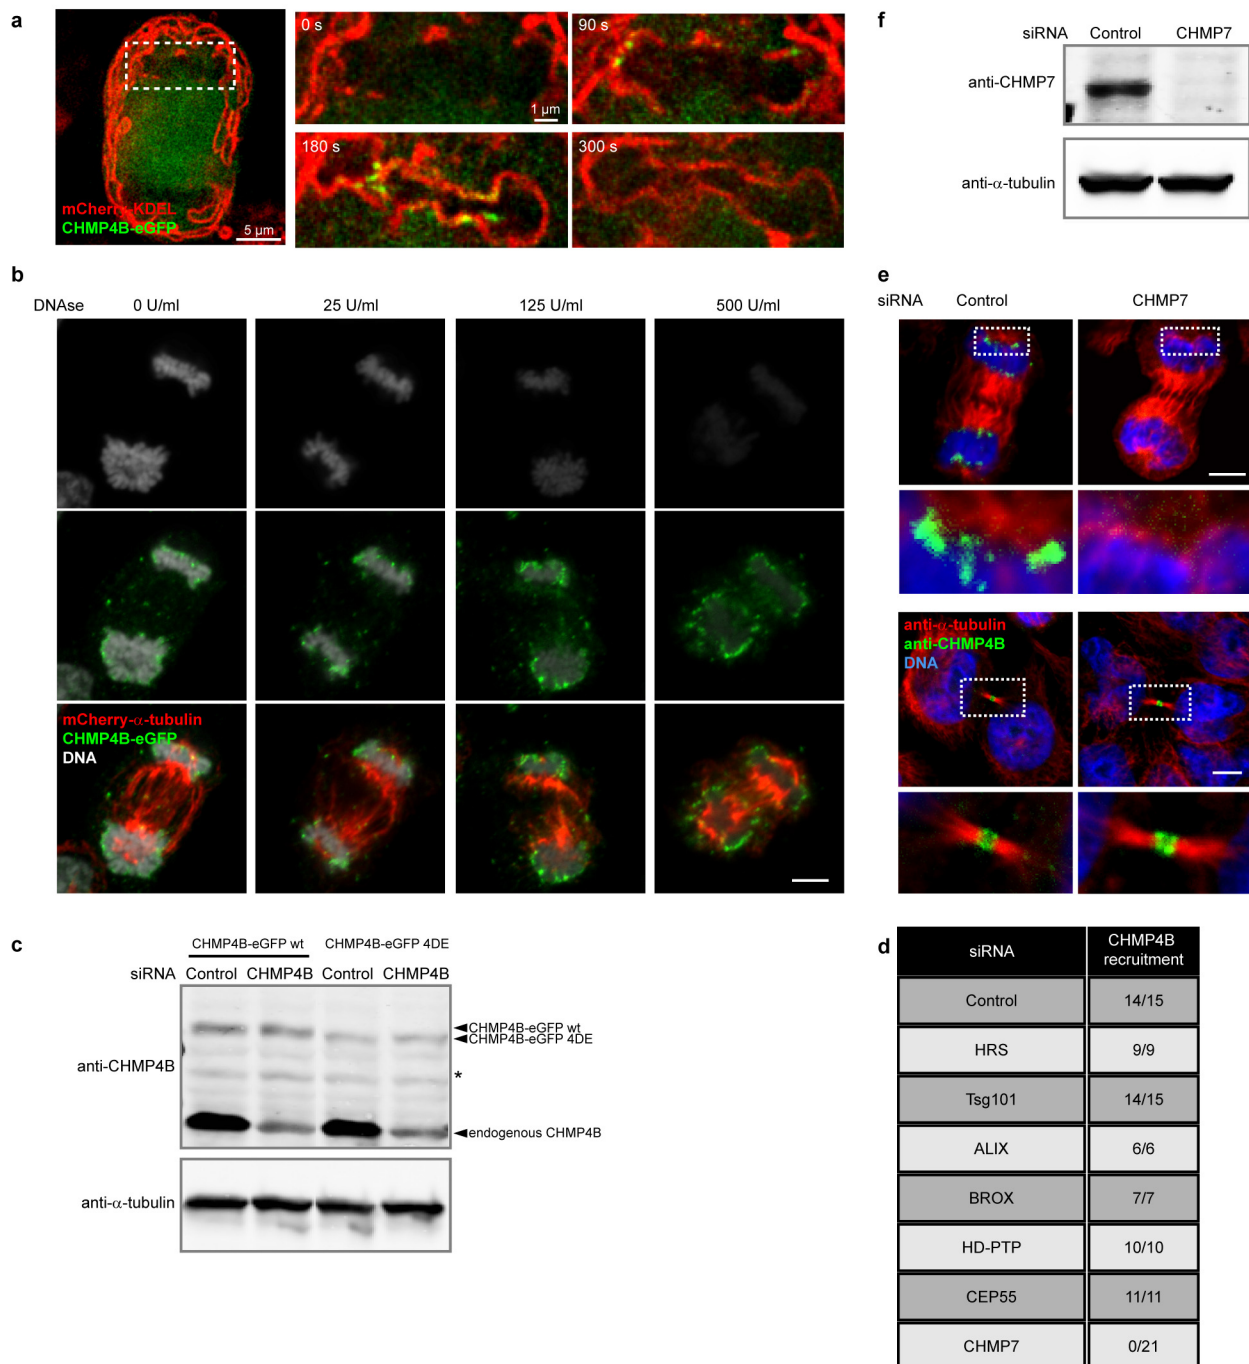 a
mCherry-KDEL
CHMP4B-eGFP
5 µm
0 s
1 µm
90 s
180 s
300 s
b
DNAse
0 U/ml
25 U/ml
125 U/ml
500 U/ml
mCherry-α-tubulin
CHMP4B-eGFP
DNA
c
CHMP4B-eGFP wt
CHMP4B-eGFP 4DE
siRNA Control CHMP4B Control CHMP4B
anti-CHMP4B
CHMP4B-eGFP wt
CHMP4B-eGFP 4DE
*
endogenous CHMP4B
anti-α-tubulin
f
siRNA Control CHMP7
anti-CHMP7
anti-α-tubulin
e
siRNA Control CHMP7
anti-α-tubulin
anti-CHMP4B
DNA
d
siRNA
CHMP4B
recruitment
Control 14/15
HRS 9/9
Tsg101 14/15
ALIX 6/6
BROX 7/7
HD-PTP 10/10
CEP55 11/11
CHMP7 0/21